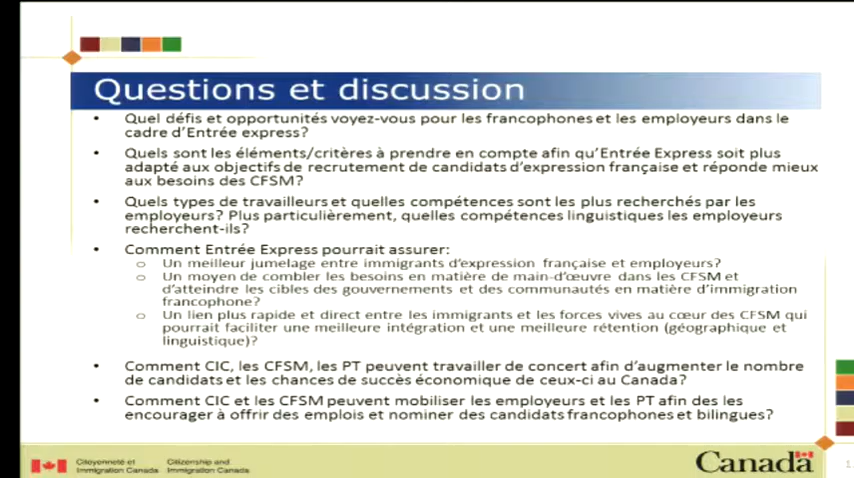 Questions et discussion
• Quel défis et opportunités voyez-vous pour les francophones et les employeurs dans le
cadre d'Entrée express?
• Quels sont les éléments/critères à prendre en compte afin qu'Entrée Express soit plus
adapté aux objectifs de recrutement de candidats d'expression française et réponde mieux
aux besoins des CFSM?
• Quels types de travailleurs et quelles compétences sont les plus recherchés par les
employeurs? Plus particulièrement, quelles compétences linguistiques les employeurs
recherchent-ils?
• Comment Entrée Express pourrait assurer:
o Un meilleur jumelage entre immigrants d'expression française et employeurs?
o Un moyen de combler les besoins en matière de main-d'œuvre dans les CFSM et
d'atteindre les cibles des gouvernements et des communautés en matière d'immigration
francophone?
o Un lien plus rapide et direct entre les immigrants et les forces vives au cœur des CFSM qui
pourrait faciliter une meilleure intégration et une meilleure rétention (géographique et
linguistique)?
• Comment CIC, les CFSM, les PT peuvent travailler de concert afin d'augmenter le nombre
de candidats et les chances de succès économique de ceux-ci au Canada?
• Comment CIC et les CFSM peuvent mobiliser les employeurs et les PT afin des les
encourager à offrir des emplois et nominer des candidats francophones et bilingues?
Citoyenneté et Citizenship and
Immigration Canada Immigration Canada
Canada